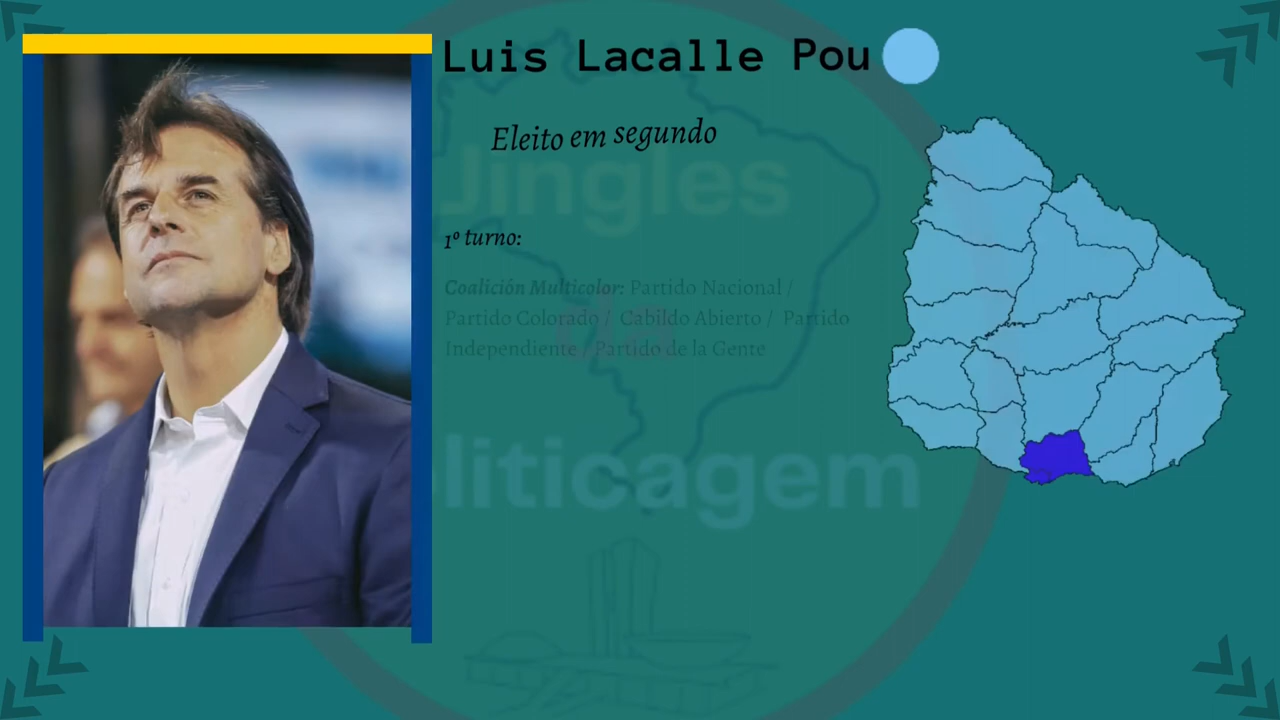 Luis Lacalle Pou
Eleito em segundo
Jingles
1º turno:
Coalición Multicolor: Partido Nacional /
Partido Colorado / Cabildo Abierto / Partido
Independiente / Partido de la Gente
liticagem